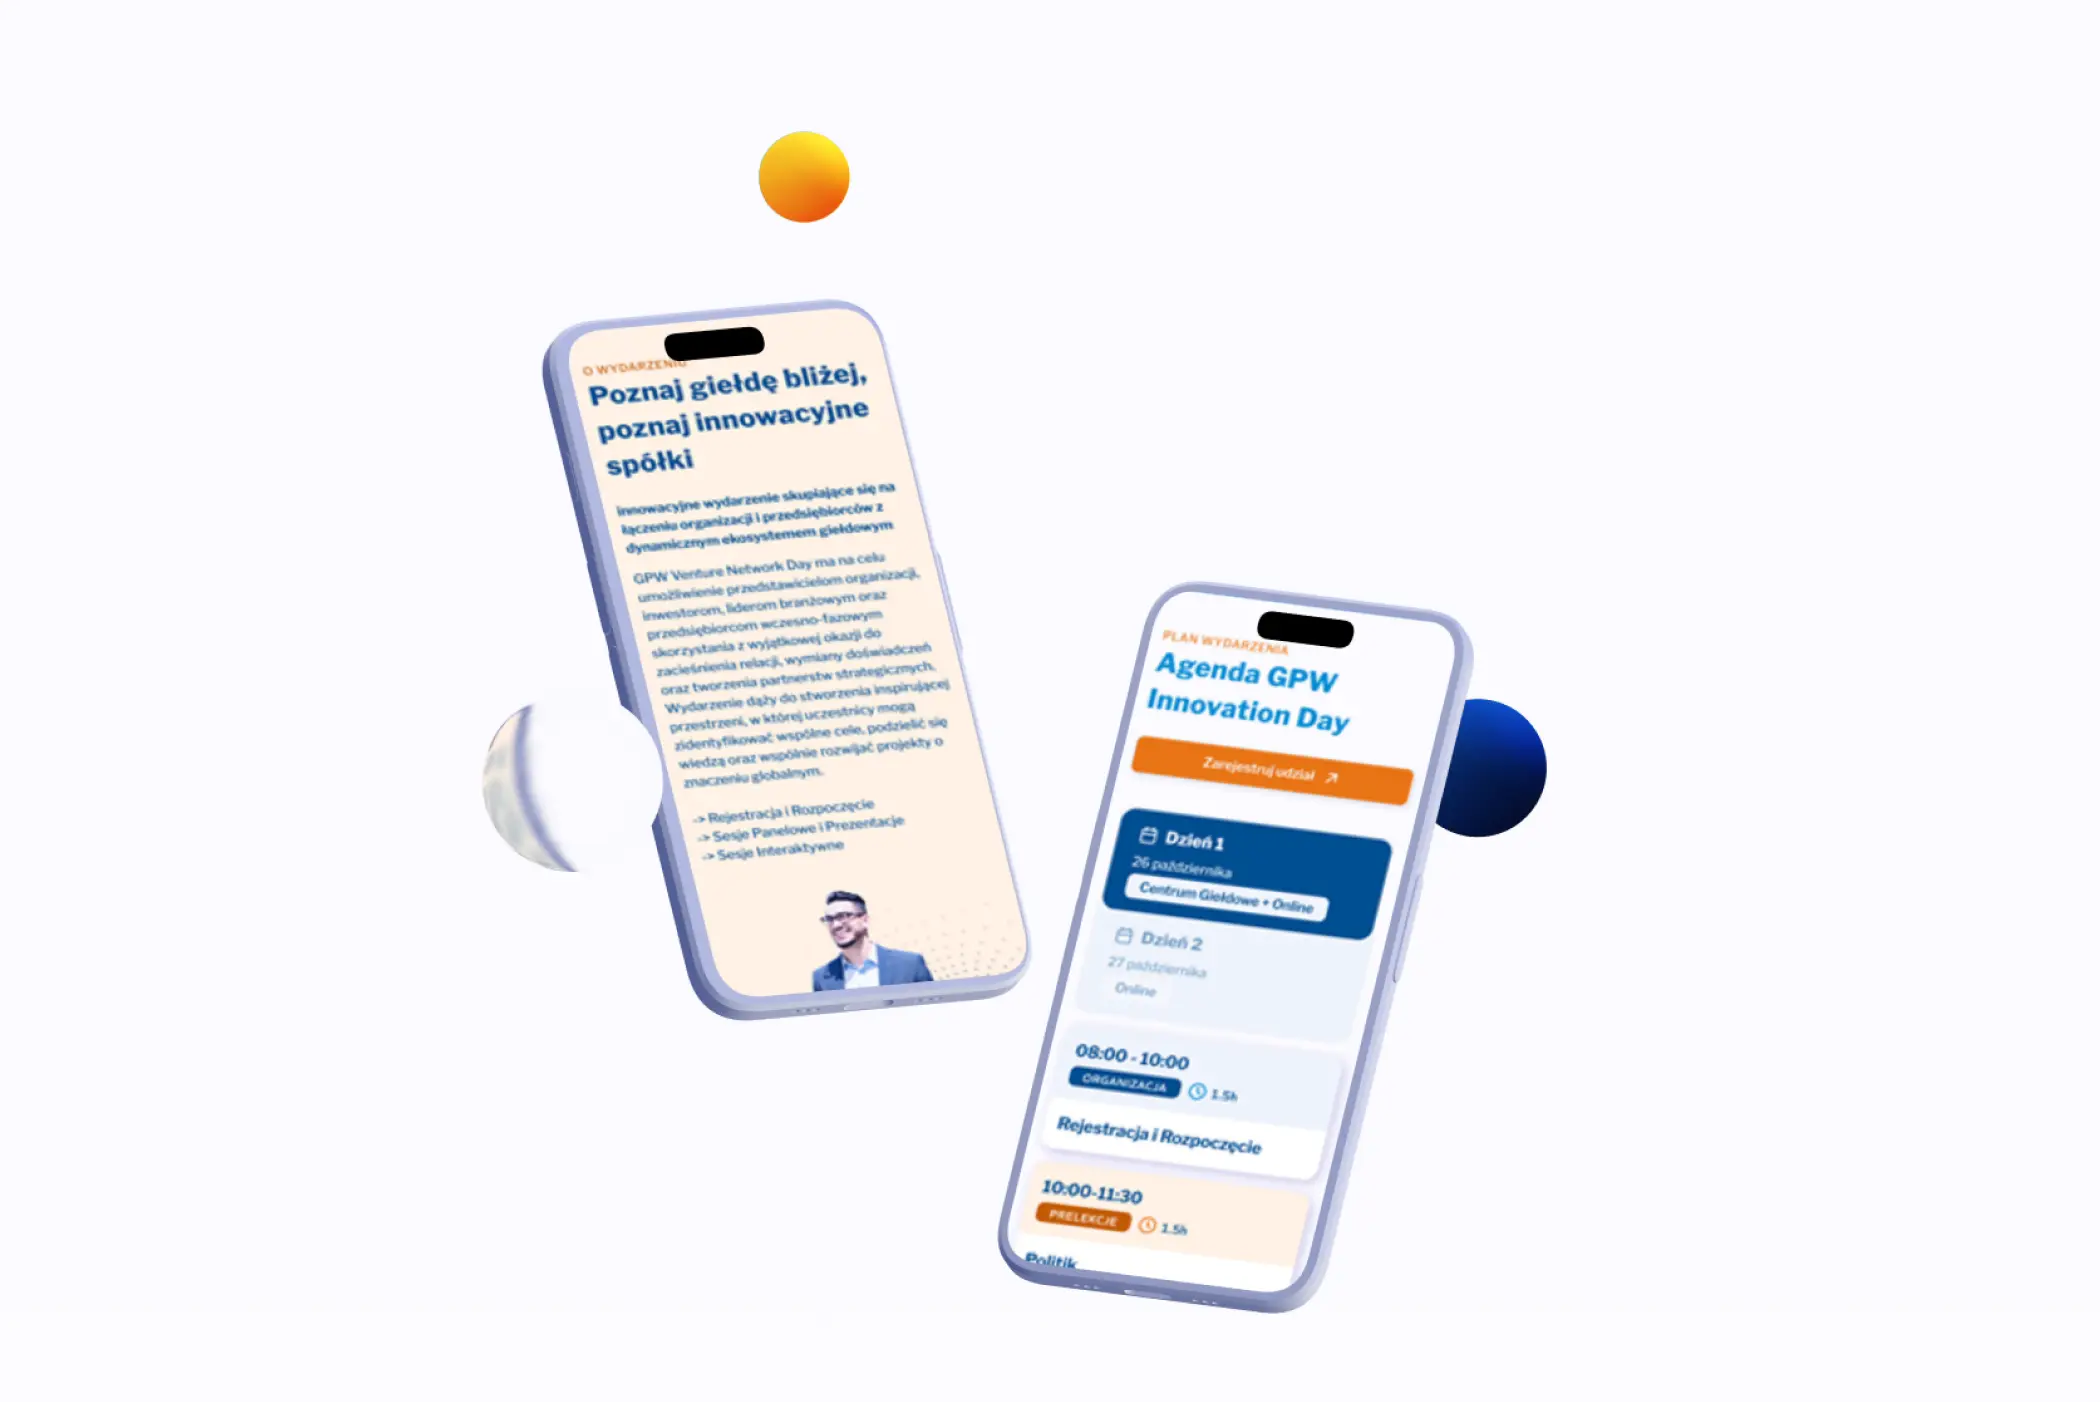 O WYDARZENIU
Poznaj giełdę bliżej,
poznaj innowacyjne
spółki
Innowacyjne wydarzenie skupiające się na
łączeniu organizacji i przedsiębiorców z
dynamicznym ekosystemem giełdowym
GPW Venture Network Day ma na celu
umożliwienie przedstawicielom organizacji,
inwestorom, liderom branżowym oraz
przedsiębiorcom wczesno-fazowym
skorzystania z wyjątkowej okazji do
zacieśnienia relacji, wymiany doświadczeń
oraz tworzenia partnerstw strategicznych.
Wydarzenie dąży do stworzenia inspirującej
przestrzeni, w której uczestnicy mogą
zidentyfikować wspólne cele, podzielić się
wiedzą oraz wspólnie rozwijać projekty o
znaczeniu globalnym.
-> Rejestracja i Rozpoczęcie
-> Sesje Panelowe i Prezentacje
-> Sesje Interaktywne
PLAN WYDARZENIA
Agenda GPW
Innovation Day
Zarejestruj udział
Dzień 1
26 października
Centrum Giełdowe + Online
Dzień 2
27 października
Online
08:00 - 10:00
ORGANIZACJA 1.5h
Rejestracja i Rozpoczęcie
10:00-11:30
PRELEKCJE 1.5h
Politik